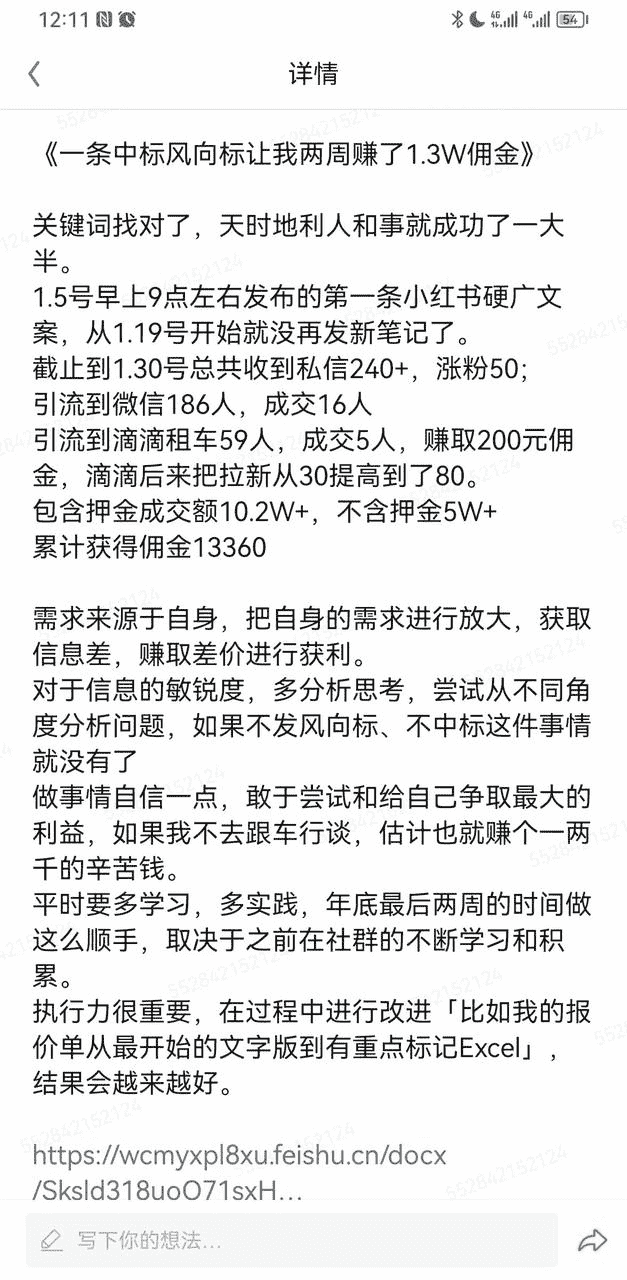 12:11
4G
4G
54
详情
《一条中标风向标让我两周赚了1.3W佣金》
关键词找对了，天时地利人和事就成功了一大
半。
1.5号早上9点左右发布的第一条小红书硬广文
案，从1.19号开始就没再发新笔记了。
截止到1.30号总共收到私信240+，涨粉50；
引流到微信186人，成交16人
引流到滴滴租车59人，成交5人，赚取200元佣
金，滴滴后来把拉新从30提高到了80。
包含押金成交额10.2W+，不含押金5W+
累计获得佣金13360
需求来源于自身，把自身的需求进行放大，获取
信息差，赚取差价进行获利。
对于信息的敏锐度，多分析思考，尝试从不同角
度分析问题，如果不发风向标、不中标这件事情
就没有了
做事情自信一点，敢于尝试和给自己争取最大的
利益，如果我不去跟车行谈，估计也就赚个一两
千的辛苦钱。
平时要多学习，多实践，年底最后两周的时间做
这么顺手，取决于之前在社群的不断学习和积
累。
执行力很重要，在过程中进行改进「比如我的报
价单从最开始的文字版到有重点标记Excel」，
结果会越来越好。
https://wcmyxpl8xu.feishu.cn/docx
/Sksld318uoO71sxH...
写下你的想法...
552842152124